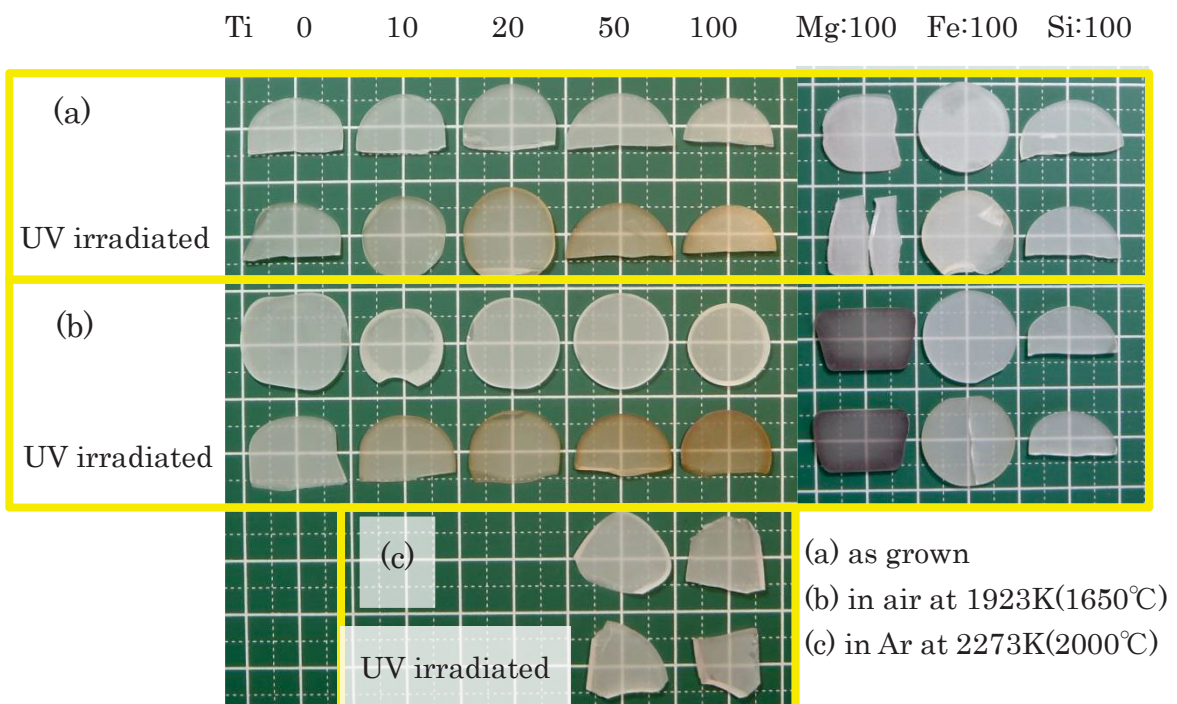 Ti 0 10 20 50 100 Mg:100 Fe:100 Si:100
(a)
UV irradiated
(b)
UV irradiated
(c)
UV irradiated
(a) as grown
(b) in air at 1923K(1650℃)
(c) in Ar at 2273K(2000℃)